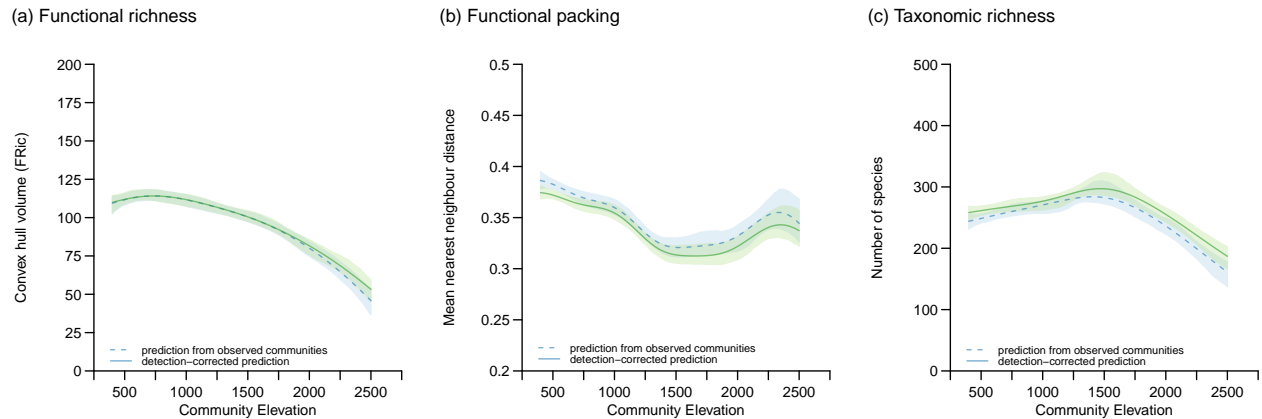 (a) Functional richness
(b) Functional packing
(c) Taxonomic richness
Convex hull volume (FRic)
200
175
150
125
100
75
50
25
0
prediction from observed communities
detection−corrected prediction
500 1000 1500 2000 2500
Community Elevation
Mean nearest neighbour distance
0.5
0.45
0.4
0.35
0.3
0.25
0.2
prediction from observed communities
detection−corrected prediction
500 1000 1500 2000 2500
Community Elevation
Number of species
500
400
300
200
100
0
prediction from observed communities
detection−corrected prediction
500 1000 1500 2000 2500
Community Elevation